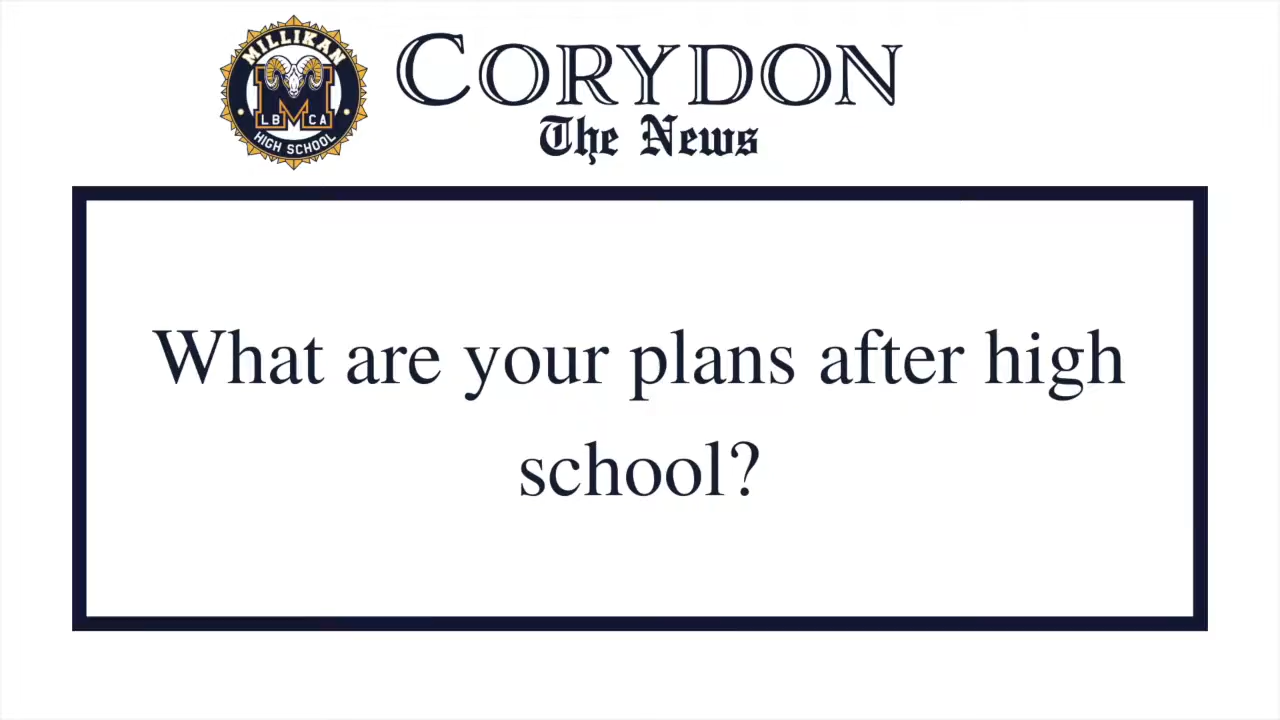 MILLIKAN
LB M CA
HIGH SCHOOL
CORYDON
The News
What are your plans after high
school?